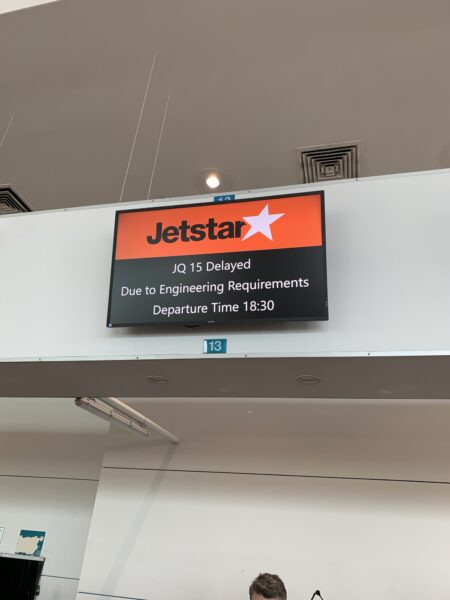 Jetstar
JQ 15 Delayed
Due to Engineering Requirements
Departure Time 18:30
13